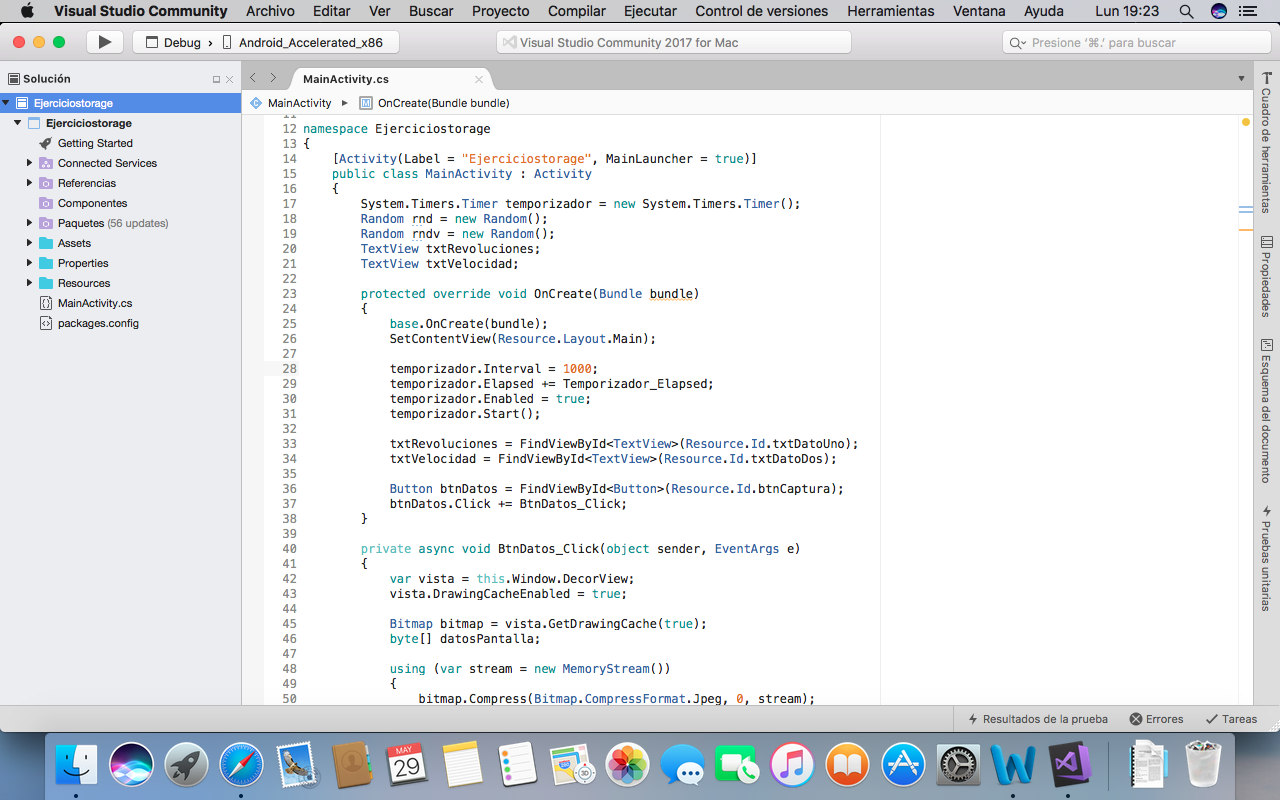 Visual Studio Community Archivo Editar Ver Buscar Proyecto Compilar Ejecutar Control de versiones Herramientas Ventana Ayuda Lun 19:23
Debug › Android_Accelerated_x86
Visual Studio Community 2017 for Mac
Presione ‘⌘.’ para buscar
Solución
Ejerciciostorage
Ejerciciostorage
Getting Started
Connected Services
Referencias
Componentes
Paquetes (56 updates)
Assets
Properties
Resources
MainActivity.cs
packages.config
MainActivity.cs
MainActivity ▸ OnCreate(Bundle bundle)
11
12 namespace Ejerciciostorage
13 {
14 [Activity(Label = "Ejerciciostorage", MainLauncher = true)]
15 public class MainActivity : Activity
16 {
17 System.Timers.Timer temporizador = new System.Timers.Timer();
18 Random rnd = new Random();
19 Random rndv = new Random();
20 TextView txtRevoluciones;
21 TextView txtVelocidad;
22
23 protected override void OnCreate(Bundle bundle)
24 {
25 base.OnCreate(bundle);
26 SetContentView(Resource.Layout.Main);
27
28 temporizador.Interval = 1000;
29 temporizador.Elapsed += Temporizador_Elapsed;
30 temporizador.Enabled = true;
31 temporizador.Start();
32
33 txtRevoluciones = FindViewById<TextView>(Resource.Id.txtDatoUno);
34 txtVelocidad = FindViewById<TextView>(Resource.Id.txtDatoDos);
35
36 Button btnDatos = FindViewById<Button>(Resource.Id.btnCaptura);
37 btnDatos.Click += BtnDatos_Click;
38 }
39
40 private async void BtnDatos_Click(object sender, EventArgs e)
41 {
42 var vista = this.Window.DecorView;
43 vista.DrawingCacheEnabled = true;
44
45 Bitmap bitmap = vista.GetDrawingCache(true);
46 byte[] datosPantalla;
47
48 using (var stream = new MemoryStream())
49 {
50 bitmap.Compress(Bitmap.CompressFormat.Jpeg, 0, stream);
Cuadro de herramientas
Propiedades
Esquema del documento
Pruebas unitarias
Resultados de la prueba Errores Tareas
MAY
29